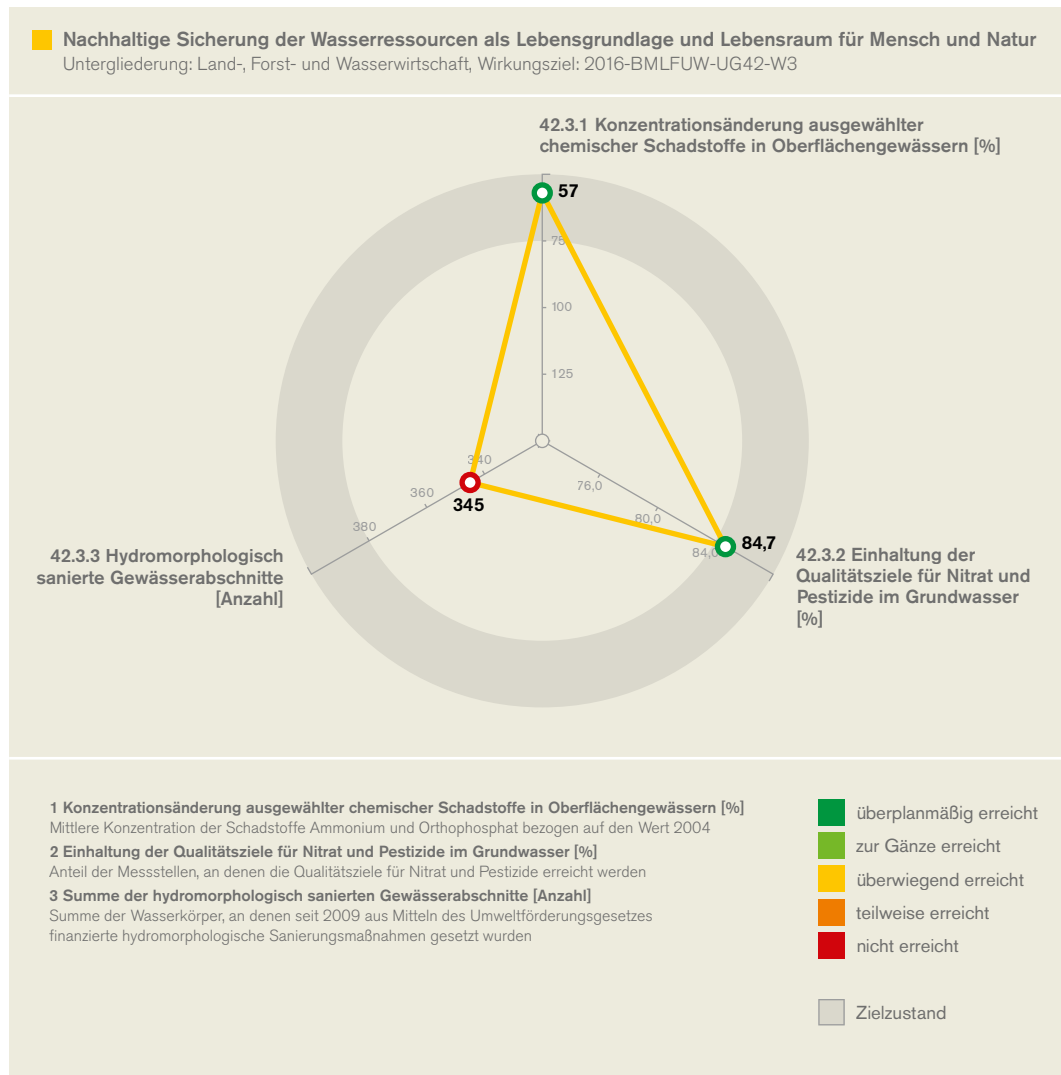 Nachhaltige Sicherung der Wasserressourcen als Lebensgrundlage und Lebensraum für Mensch und Natur
Untergliederung: Land-, Forst- und Wasserwirtschaft, Wirkungsziel: 2016-BMLFUW-UG42-W3
42.3.1 Konzentrationsänderung ausgewählter
chemischer Schadstoffe in Oberflächengewässern [%]
57
75
100
125
340
345
360
380
76,0
80,0
84,0
84,7
42.3.3 Hydromorphologisch
sanierte Gewässerabschnitte
[Anzahl]
42.3.2 Einhaltung der
Qualitätsziele für Nitrat und
Pestizide im Grundwasser
[%]
1 Konzentrationsänderung ausgewählter chemischer Schadstoffe in Oberflächengewässern [%]
Mittlere Konzentration der Schadstoffe Ammonium und Orthophosphat bezogen auf den Wert 2004
2 Einhaltung der Qualitätsziele für Nitrat und Pestizide im Grundwasser [%]
Anteil der Messstellen, an denen die Qualitätsziele für Nitrat und Pestizide erreicht werden
3 Summe der hydromorphologisch sanierten Gewässerabschnitte [Anzahl]
Summe der Wasserkörper, an denen seit 2009 aus Mitteln des Umweltförderungsgesetzes
finanzierte hydromorphologische Sanierungsmaßnahmen gesetzt wurden
überplanmäßig erreicht
zur Gänze erreicht
überwiegend erreicht
teilweise erreicht
nicht erreicht
Zielzustand